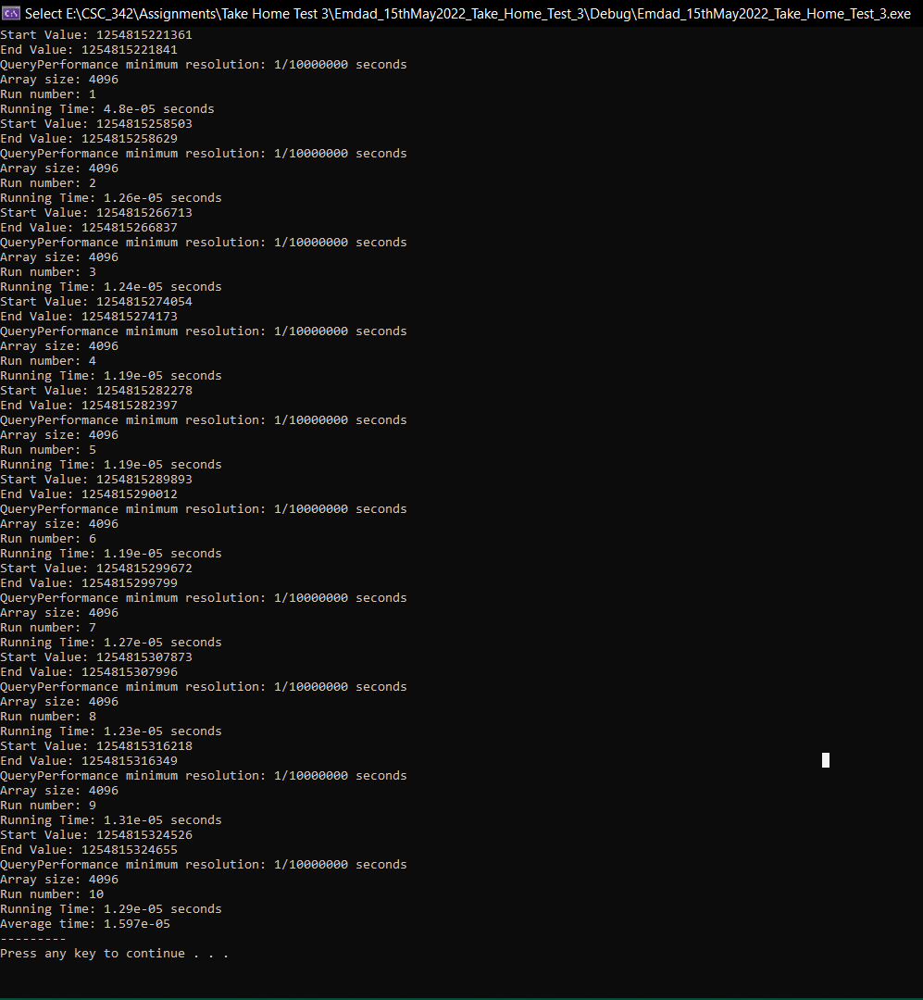 Select E:\CSC_342\Assignments\Take Home Test 3\Emdad_15thMay2022_Take_Home_Test_3\Debug\Emdad_15thMay2022_Take_Home_Test_3.exe
Start Value: 1254815221361
End Value: 1254815221841
QueryPerformance minimum resolution: 1/10000000 seconds
Array size: 4096
Run number: 1
Running Time: 4.8e-05 seconds
Start Value: 1254815258503
End Value: 1254815258629
QueryPerformance minimum resolution: 1/10000000 seconds
Array size: 4096
Run number: 2
Running Time: 1.26e-05 seconds
Start Value: 1254815266713
End Value: 1254815266837
QueryPerformance minimum resolution: 1/10000000 seconds
Array size: 4096
Run number: 3
Running Time: 1.24e-05 seconds
Start Value: 1254815274054
End Value: 1254815274173
QueryPerformance minimum resolution: 1/10000000 seconds
Array size: 4096
Run number: 4
Running Time: 1.19e-05 seconds
Start Value: 1254815282278
End Value: 1254815282397
QueryPerformance minimum resolution: 1/10000000 seconds
Array size: 4096
Run number: 5
Running Time: 1.19e-05 seconds
Start Value: 1254815289893
End Value: 1254815290012
QueryPerformance minimum resolution: 1/10000000 seconds
Array size: 4096
Run number: 6
Running Time: 1.19e-05 seconds
Start Value: 1254815299672
End Value: 1254815299799
QueryPerformance minimum resolution: 1/10000000 seconds
Array size: 4096
Run number: 7
Running Time: 1.27e-05 seconds
Start Value: 1254815307873
End Value: 1254815307996
QueryPerformance minimum resolution: 1/10000000 seconds
Array size: 4096
Run number: 8
Running Time: 1.23e-05 seconds
Start Value: 1254815316218
End Value: 1254815316349
QueryPerformance minimum resolution: 1/10000000 seconds
Array size: 4096
Run number: 9
Running Time: 1.31e-05 seconds
Start Value: 1254815324526
End Value: 1254815324655
QueryPerformance minimum resolution: 1/10000000 seconds
Array size: 4096
Run number: 10
Running Time: 1.29e-05 seconds
Average time: 1.597e-05
---------
Press any key to continue . . .